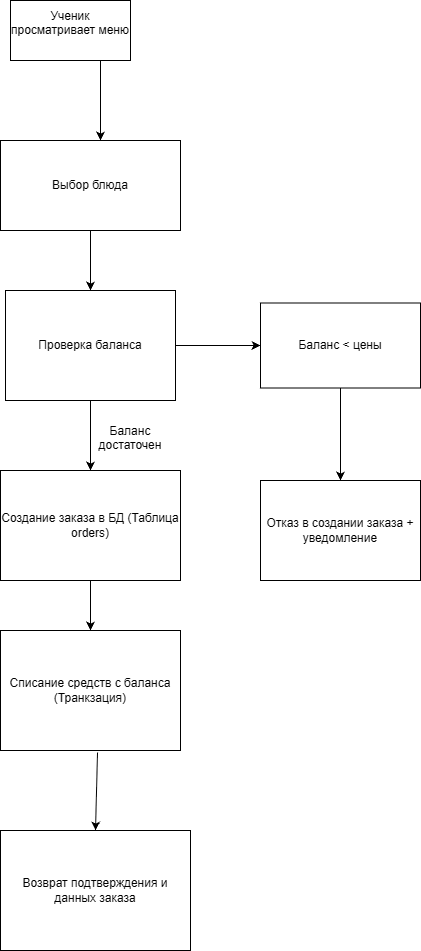 Ученик
просматривает меню
Выбор блюда
Проверка баланса
Баланс < цены
Баланс
достаточен
Создание заказа в БД (Таблица
orders)
Отказ в создании заказа +
уведомление
Списание средств с баланса
(Транкзация)
Возврат подтверждения и
данных заказа